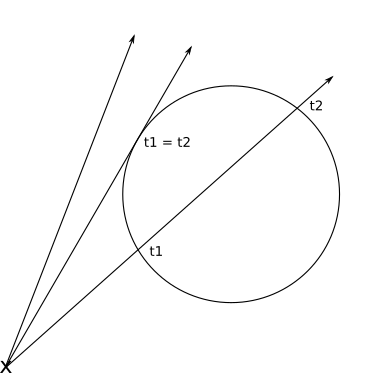 t2
t1 = t2
t1
x